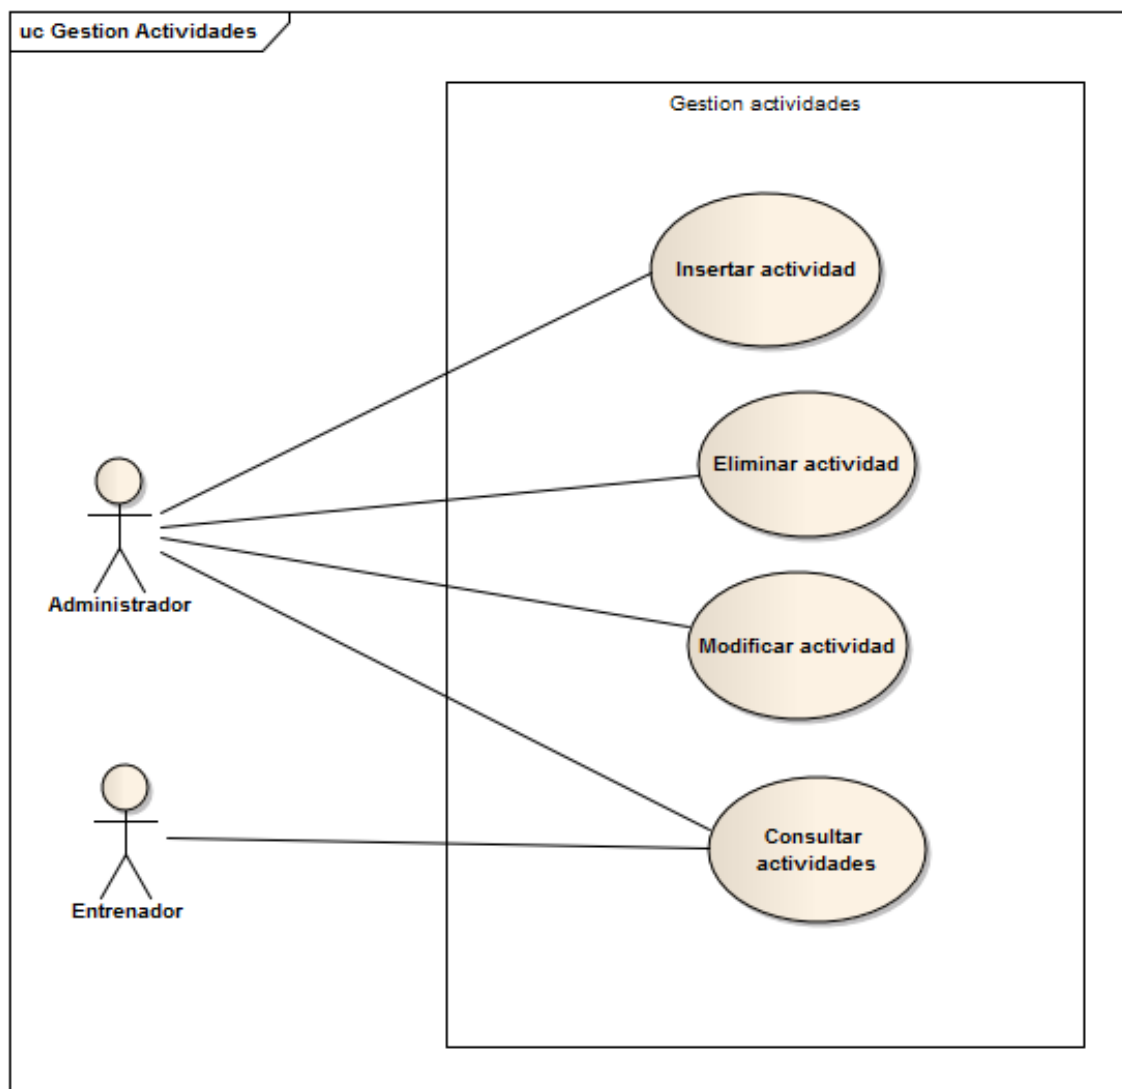 uc Gestion Actividades
Gestion actividades
Insertar actividad
Eliminar actividad
Administrador
Modificar actividad
Consultar
actividades
Entrenador